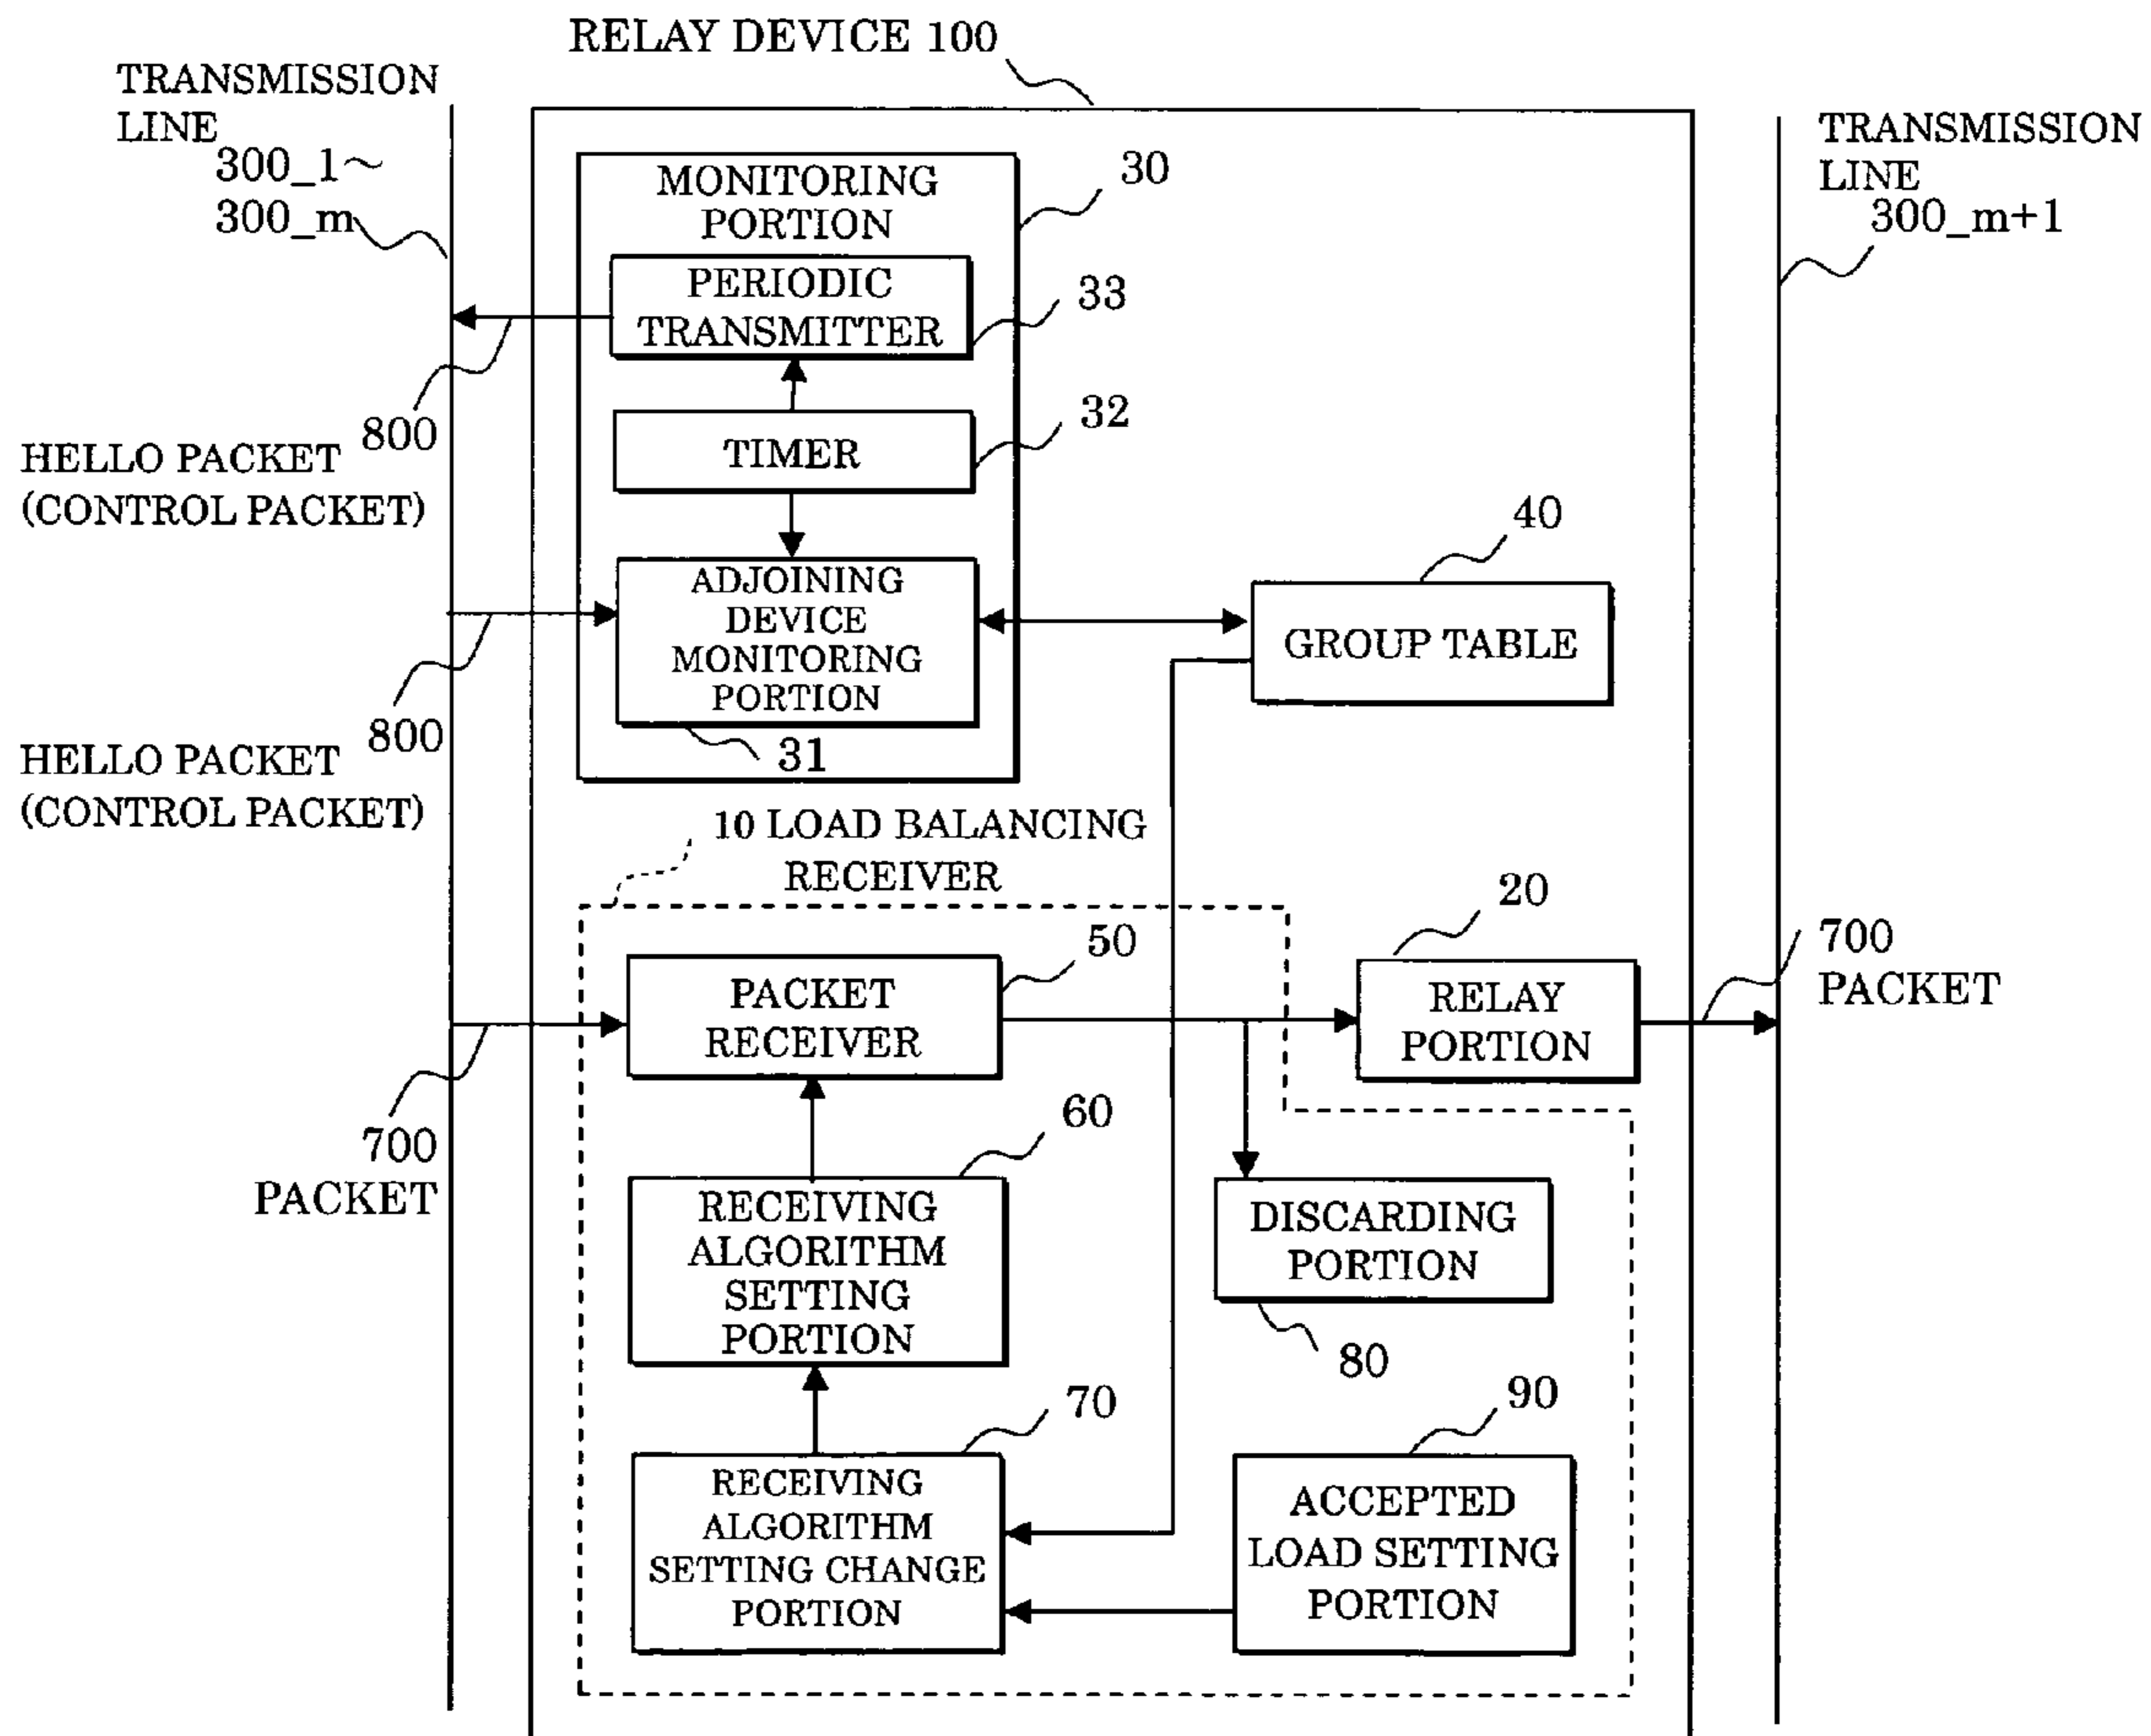 RELAY DEVICE 100
TRANSMISSION
LINE
300_1~
300_m
TRANSMISSION
LINE
300_m+1
MONITORING
PORTION
30
PERIODIC
TRANSMITTER
33
800
HELLO PACKET
(CONTROL PACKET)
TIMER
32
ADJOINING
DEVICE
MONITORING
PORTION
31
800
HELLO PACKET
(CONTROL PACKET)
40
GROUP TABLE
10 LOAD BALANCING
RECEIVER
PACKET
RECEIVER
50
20
RELAY
PORTION
700
PACKET
700
PACKET
60
RECEIVING
ALGORITHM
SETTING
PORTION
DISCARDING
PORTION
80
70
RECEIVING
ALGORITHM
SETTING CHANGE
PORTION
90
ACCEPTED
LOAD SETTING
PORTION